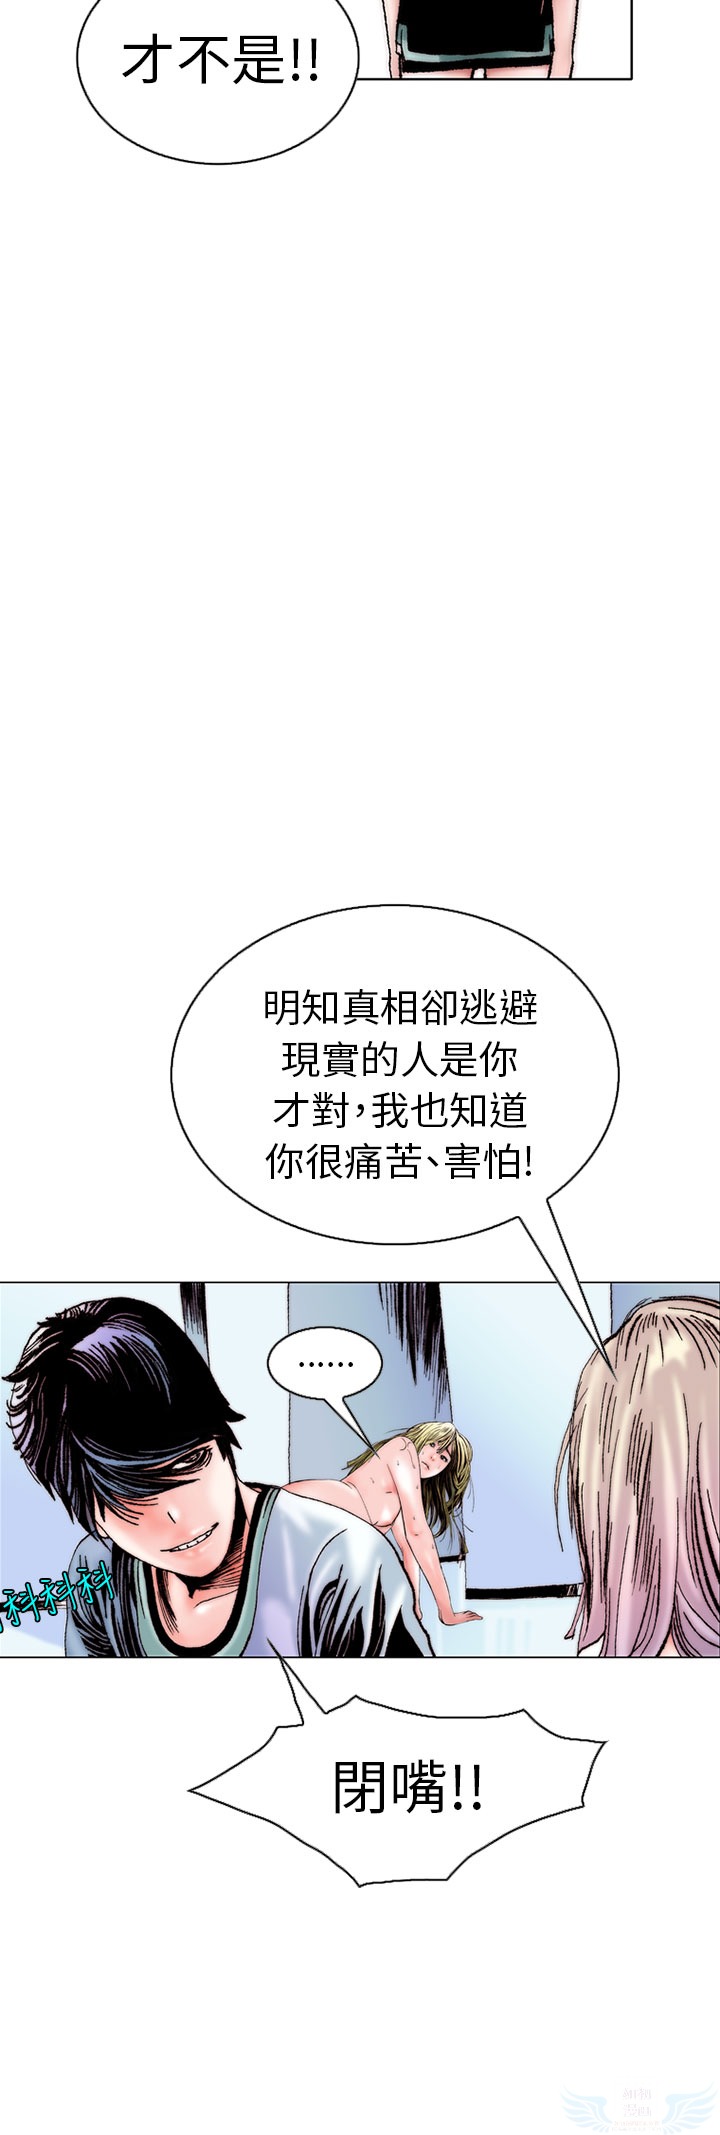 才不是!!
明知真相卻逃避
現實的人是你
才對,我也知道
你很痛苦、害怕!
……
科科科
閉嘴!!